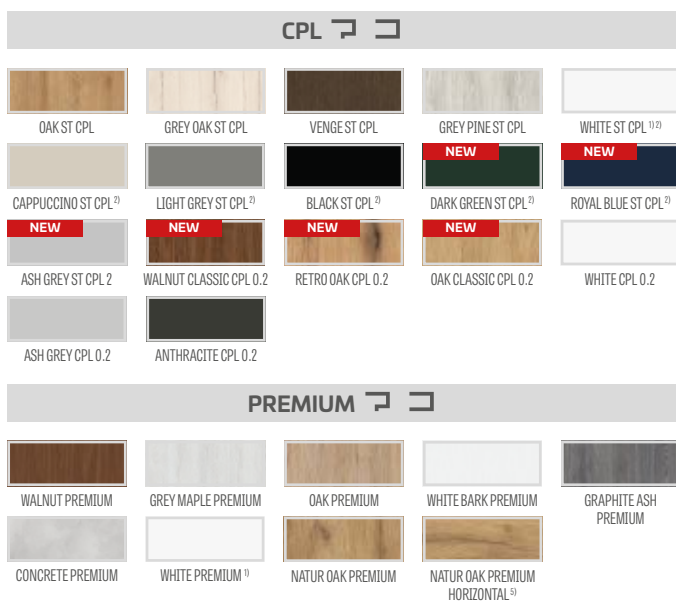 CPL
OAK ST CPL
GREY OAK ST CPL
VENGE ST CPL
GREY PINE ST CPL
WHITE ST CPL 1) 2)
NEW
NEW
CAPPUCCINO ST CPL 2)
LIGHT GREY ST CPL 2)
BLACK ST CPL 2)
DARK GREEN ST CPL 2)
ROYAL BLUE ST CPL 2)
NEW
NEW
NEW
NEW
ASH GREY ST CPL 2
WALNUT CLASSIC CPL 0.2
RETRO OAK CPL 0.2
OAK CLASSIC CPL 0.2
WHITE CPL 0.2
ASH GREY CPL 0.2
ANTHRACITE CPL 0.2
PREMIUM
WALNUT PREMIUM
GREY MAPLE PREMIUM
OAK PREMIUM
WHITE BARK PREMIUM
GRAPHITE ASH
PREMIUM
CONCRETE PREMIUM
WHITE PREMIUM 1)
NATUR OAK PREMIUM
NATUR OAK PREMIUM
HORIZONTAL 5)